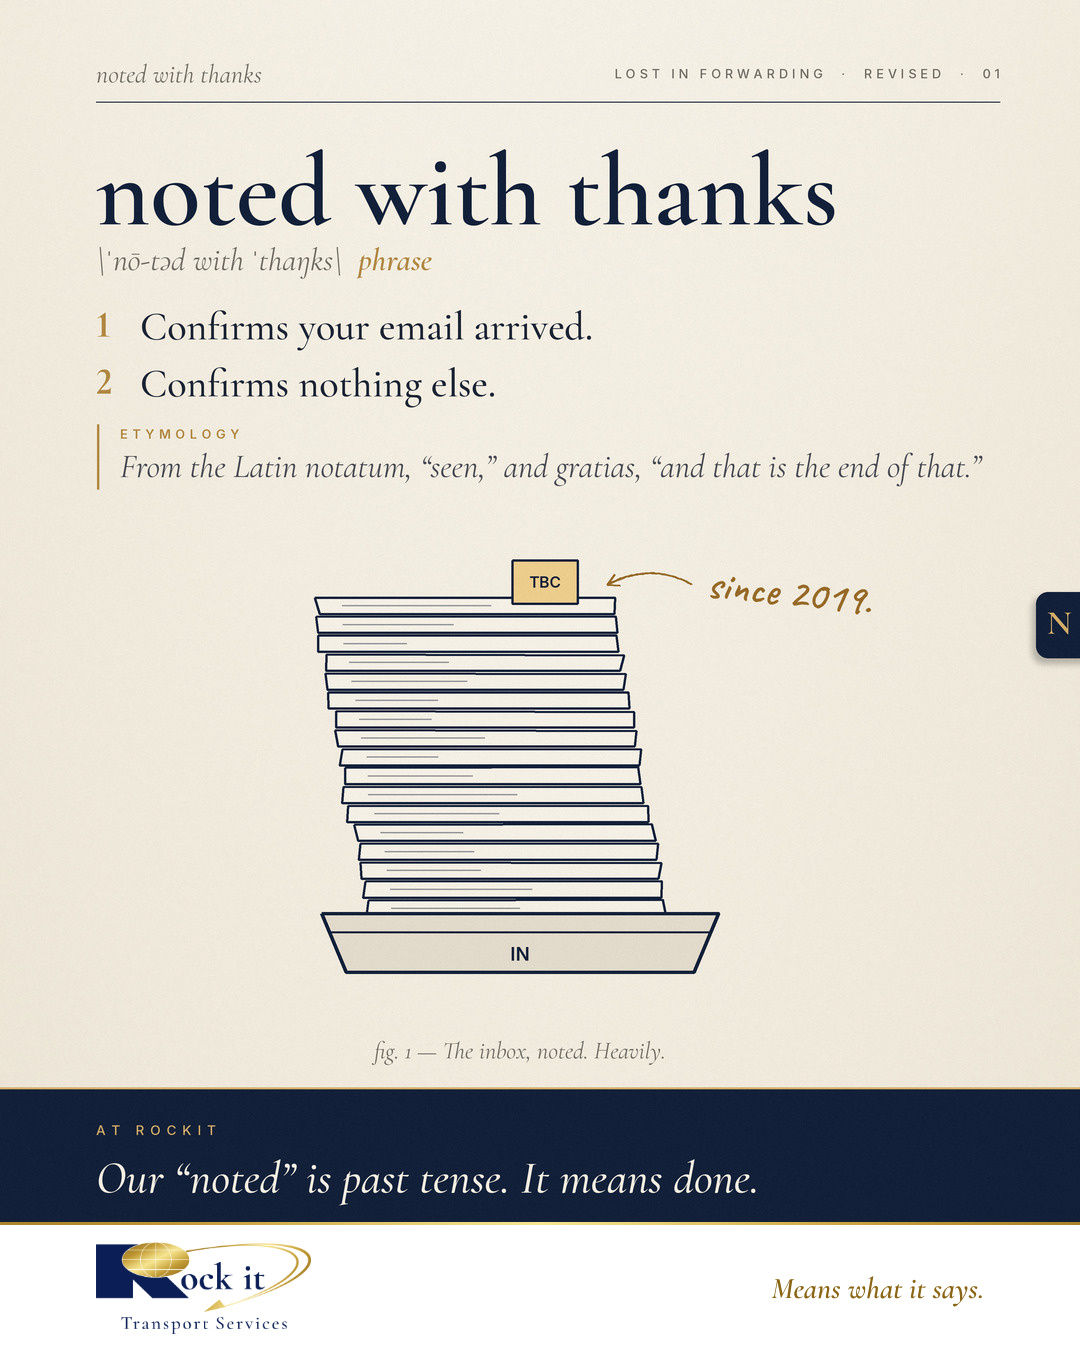 noted with thanks
LOST IN FORWARDING · REVISED · 01
noted with thanks
\ˈnō-təd with ˈthaŋks\ phrase
1 Confirms your email arrived.
2 Confirms nothing else.
ETYMOLOGY
From the Latin notatum, “seen,” and gratias, “and that is the end of that.”
TBC
since 2019.
N
IN
fig. 1 — The inbox, noted. Heavily.
AT ROCKIT
Our “noted” is past tense. It means done.
Rock it
Transport Services
Means what it says.